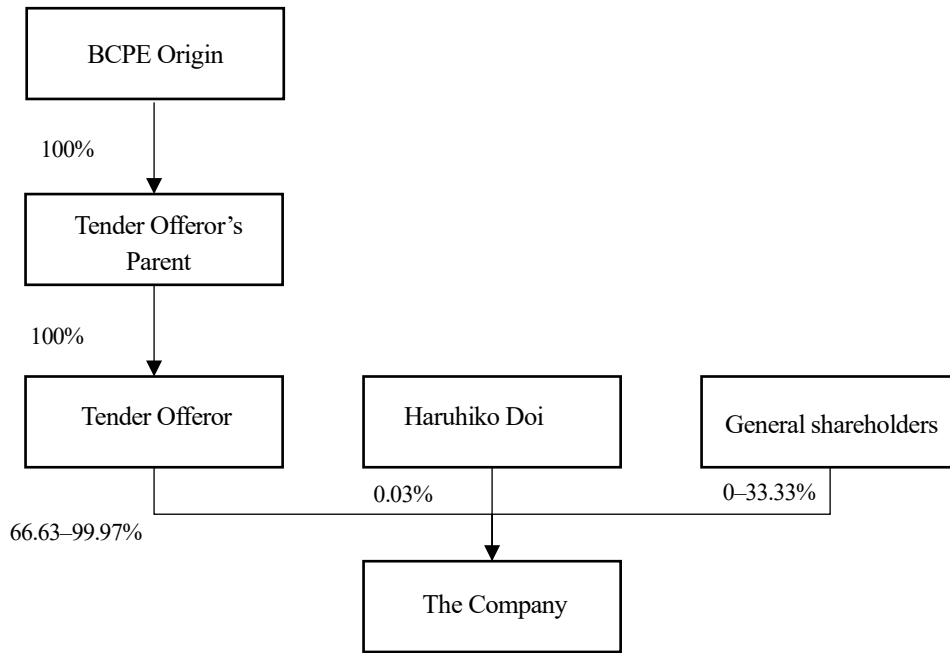 BCPE Origin
100%
Tender Offeror’s
Parent
100%
Tender Offeror
Haruhiko Doi
General shareholders
0.03%
0–33.33%
66.63–99.97%
The Company